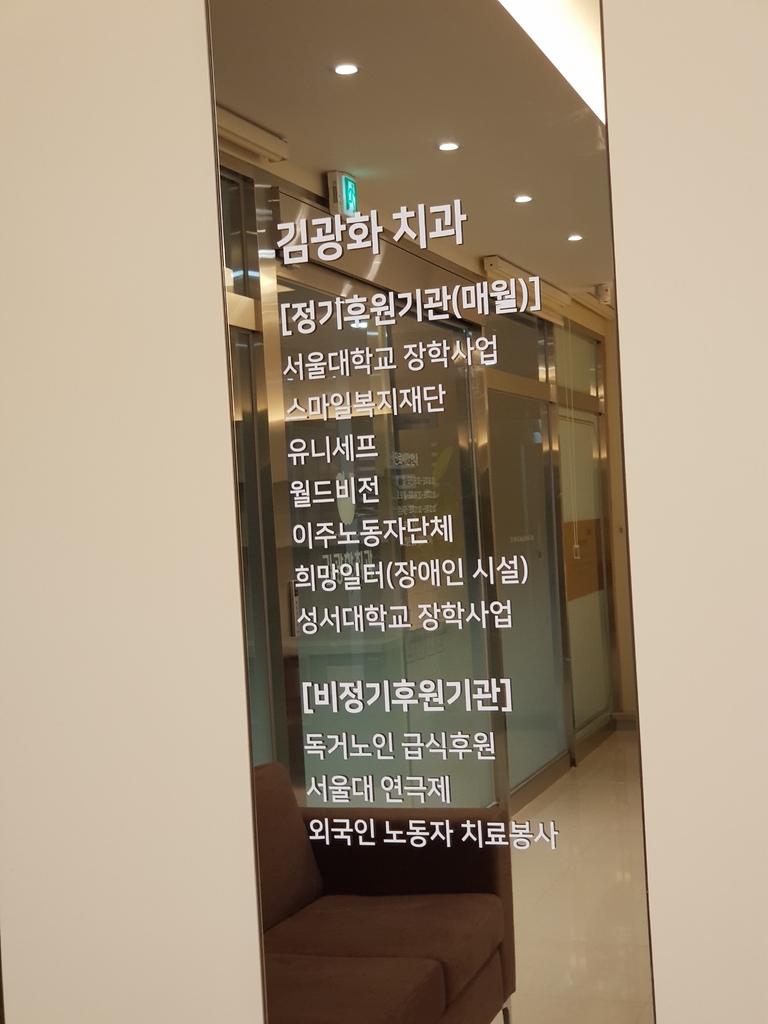 김광화 치과
[정기후원기관(매월)]
서울대학교 장학사업
스마일복지재단
유니세프
월드비전
이주노동자단체
희망일터(장애인 시설)
성서대학교 장학사업
[비정기후원기관]
독거노인 급식후원
서울대 연극제
외국인 노동자 치료봉사